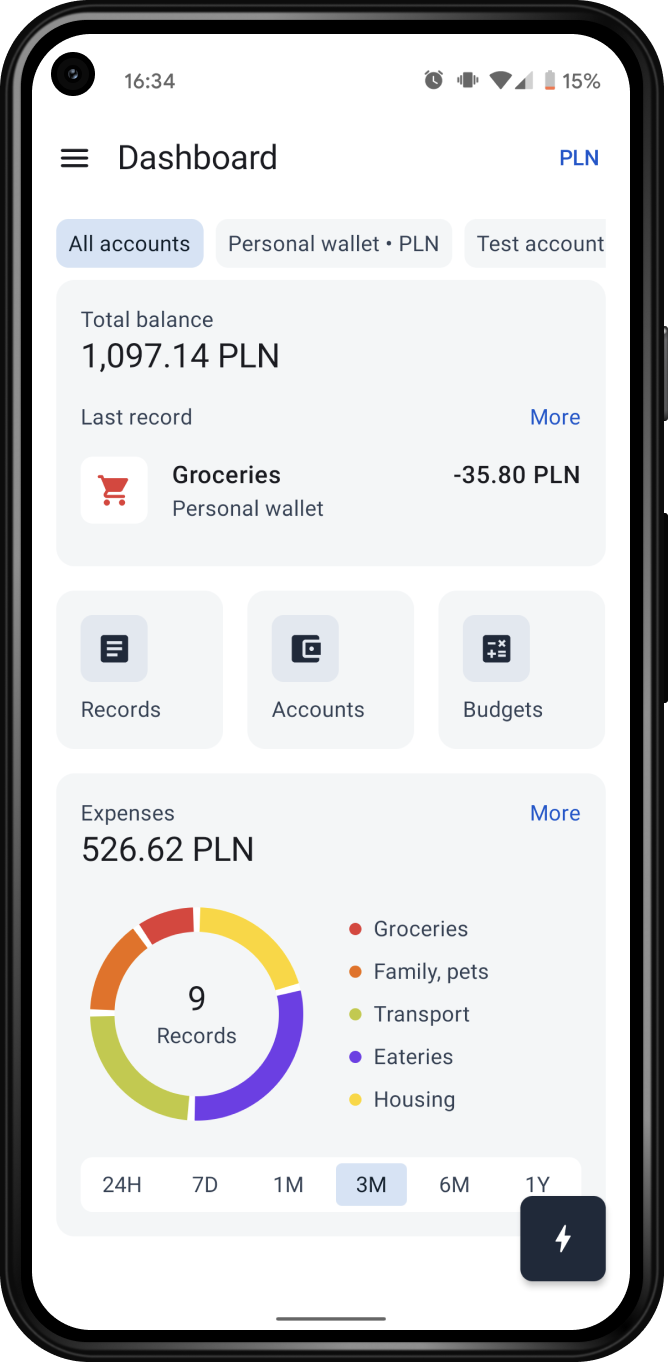 16:34 15%
Dashboard PLN
All accounts Personal wallet • PLN Test account
Total balance
1,097.14 PLN
Last record More
Groceries -35.80 PLN
Personal wallet
Records Accounts Budgets
Expenses More
526.62 PLN
9
Records
Groceries
Family, pets
Transport
Eateries
Housing
24H 7D 1M 3M 6M 1Y